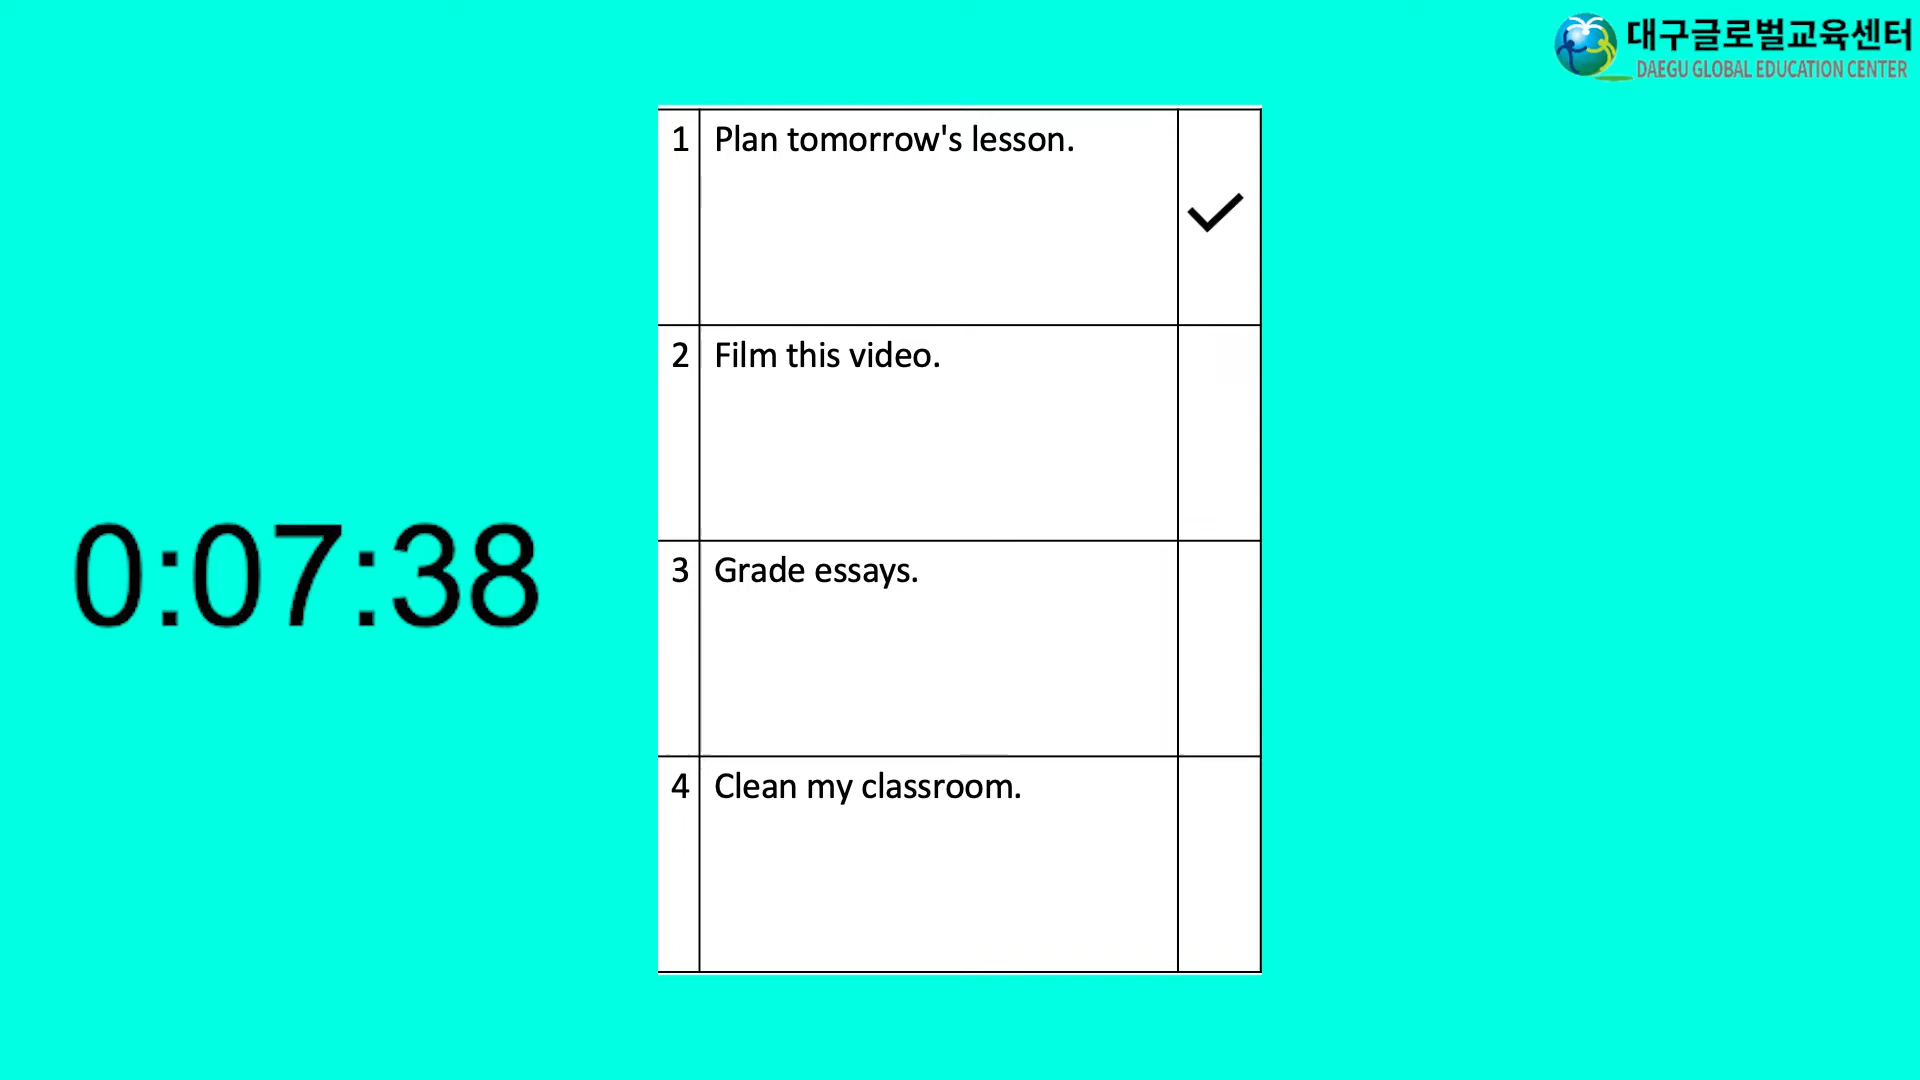 대구글로벌교육센터
DAEGU GLOBAL EDUCATION CENTER
1 Plan tomorrow's lesson.
2 Film this video.
0:07:38
3 Grade essays.
4 Clean my classroom.